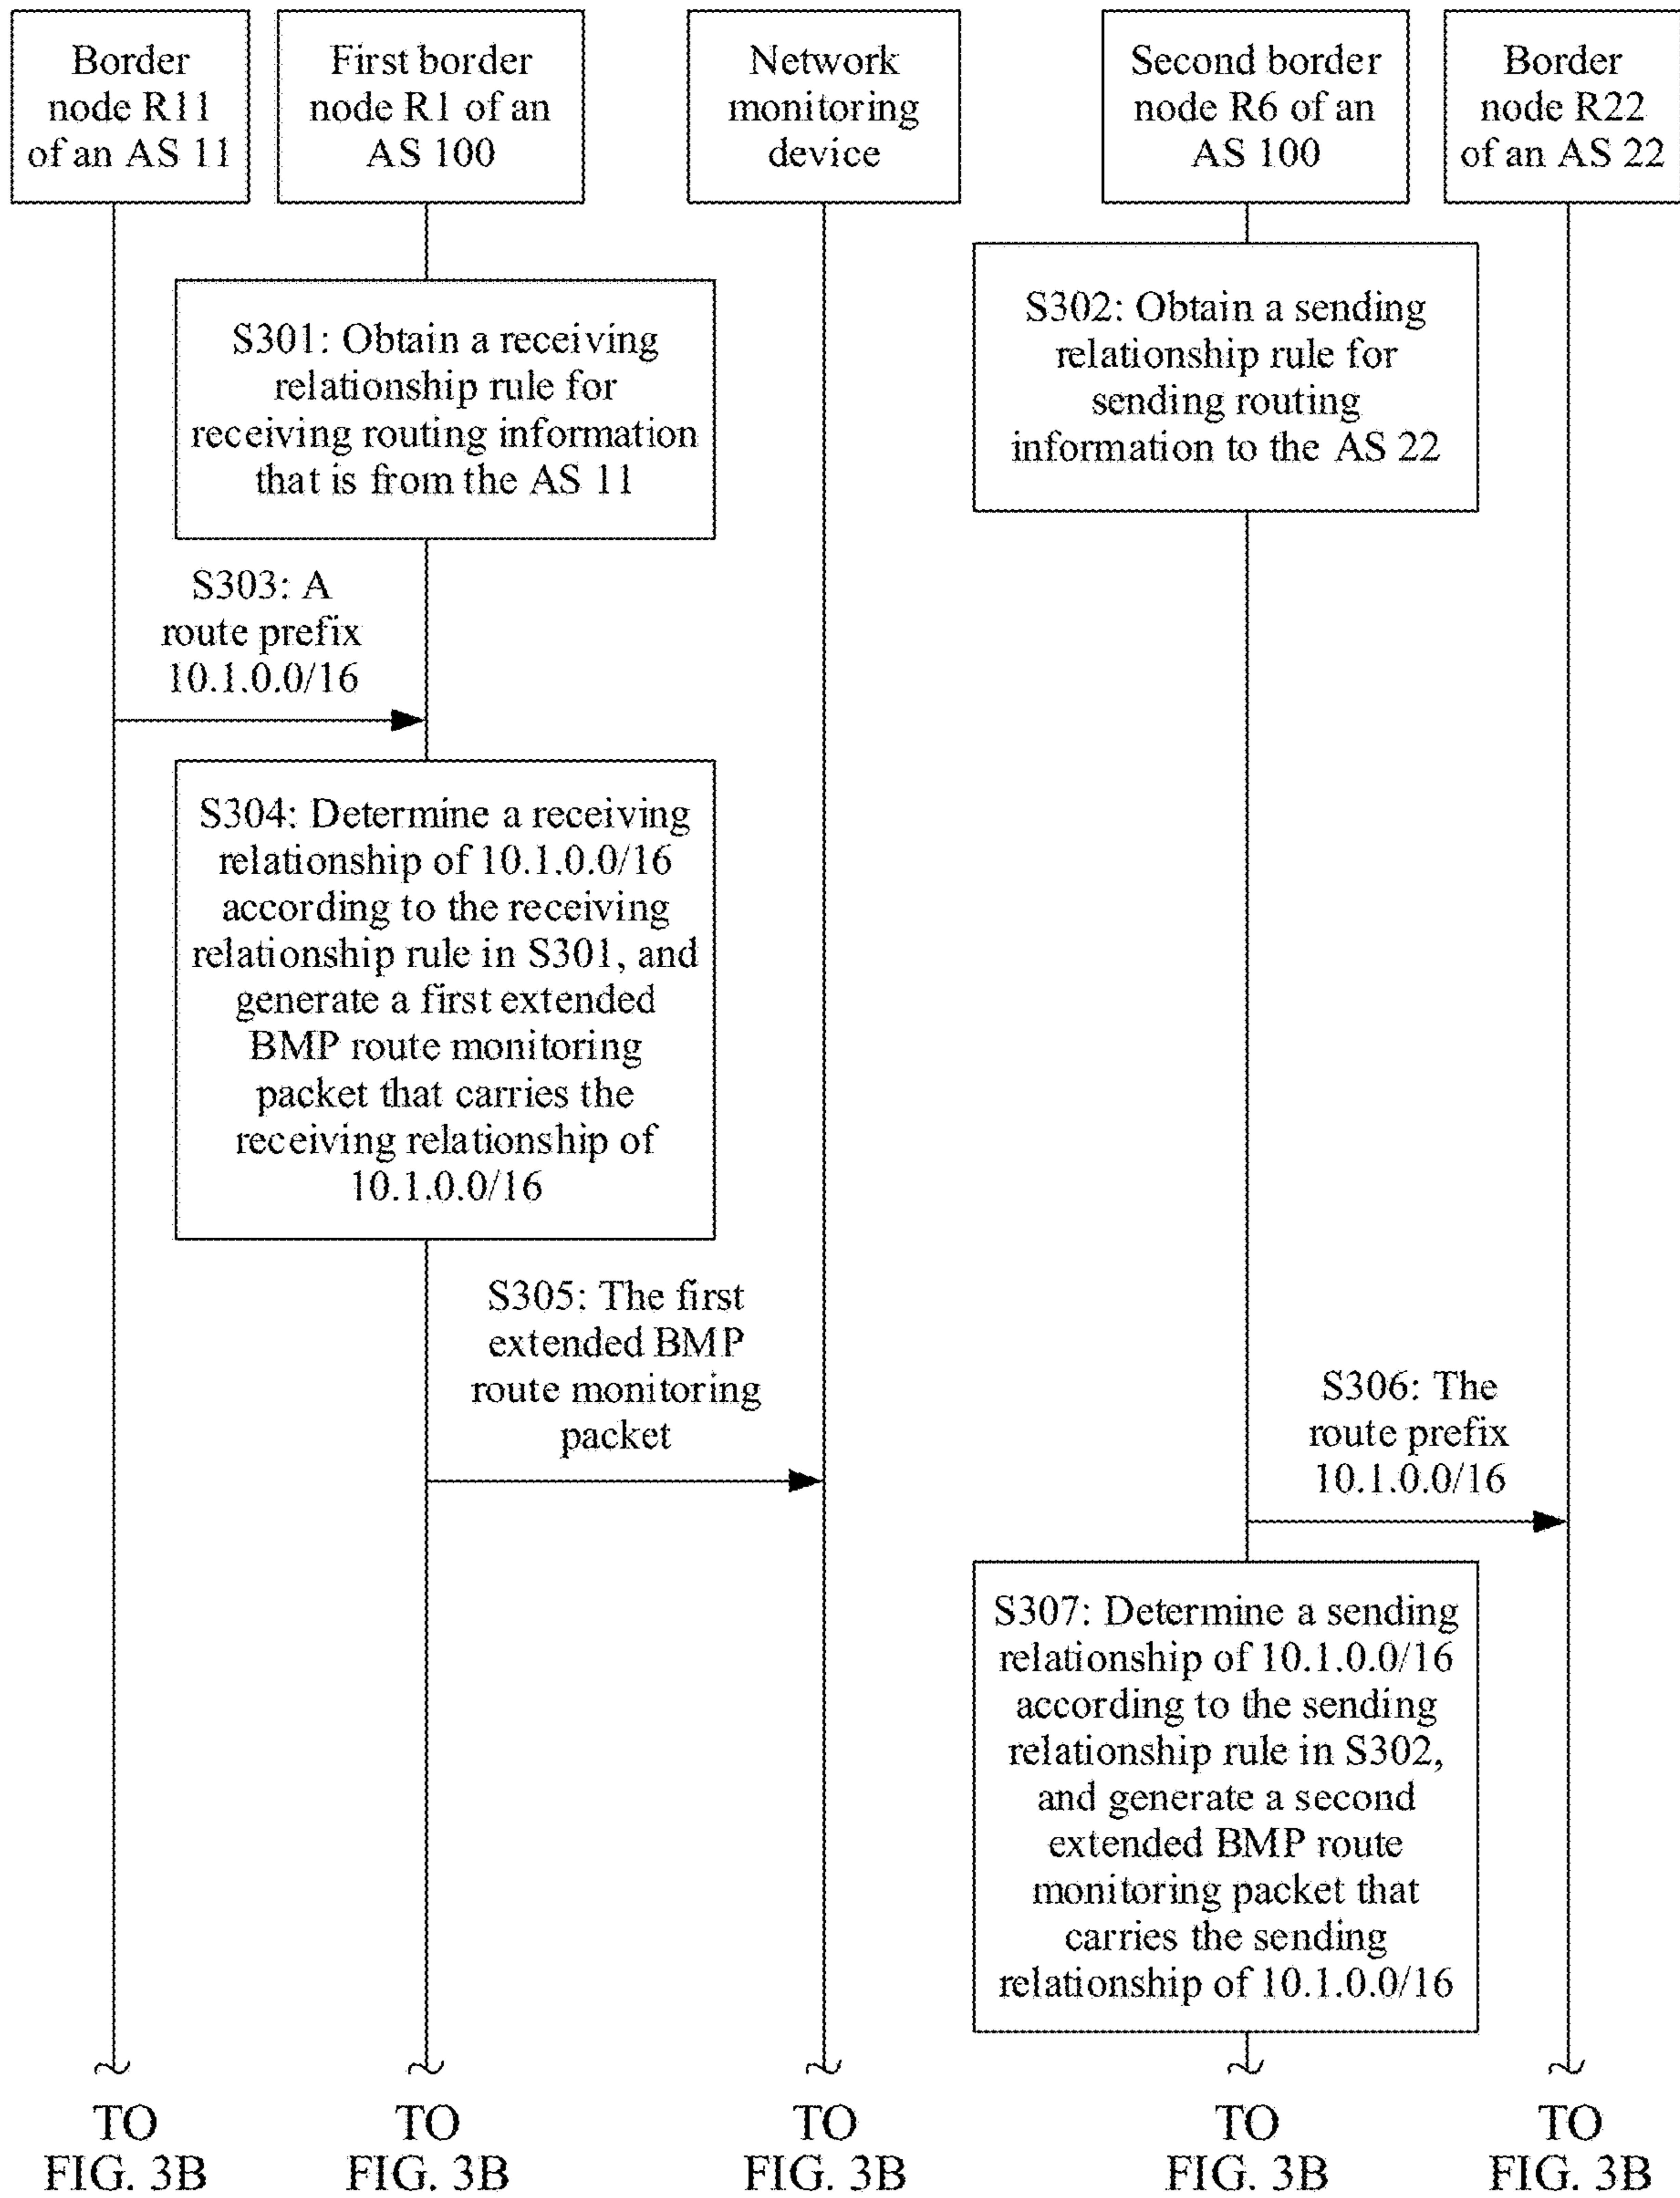 Border
node R11
of an AS 11
First border
node R1 of an
AS 100
Network
monitoring
device
Second border
node R6 of an
AS 100
Border
node R22
of an AS 22
S301: Obtain a receiving
relationship rule for
receiving routing information
that is from the AS 11
S302: Obtain a sending
relationship rule for
sending routing
information to the AS 22
S303: A
route prefix
10.1.0.0/16
S304: Determine a receiving
relationship of 10.1.0.0/16
according to the receiving
relationship rule in S301, and
generate a first extended
BMP route monitoring
packet that carries the
receiving relationship of
10.1.0.0/16
S305: The first
extended BMP
route monitoring
packet
S306: The
route prefix
10.1.0.0/16
S307: Determine a sending
relationship of 10.1.0.0/16
according to the sending
relationship rule in S302,
and generate a second
extended BMP route
monitoring packet that
carries the sending
relationship of 10.1.0.0/16
TO
FIG. 3B
TO
FIG. 3B
TO
FIG. 3B
TO
FIG. 3B
TO
FIG. 3B